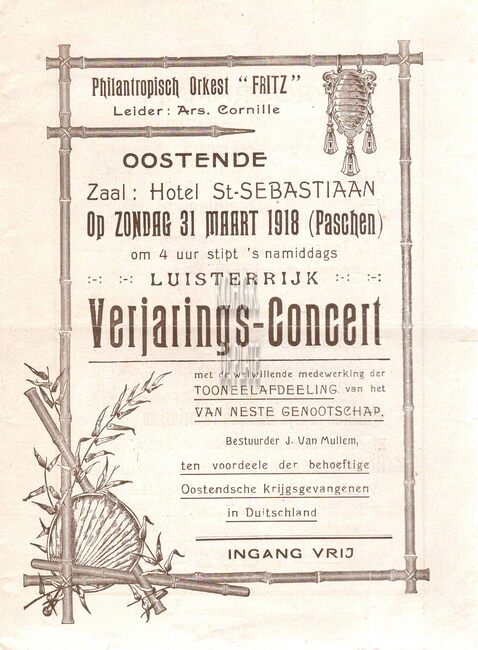 Philantropisch Orkest "FRITZ"
Leider: Ars. Cornille
OOSTENDE
Zaal: Hotel St-SEBASTIAAN
Op ZONDAG 31 MAART 1918 (Paschen)
om 4 uur stipt 's namiddags
:-: :-: LUISTERRIJK :-: :-:
Verjarings-Concert
met de welwillende medewerking der
TOONEELAFDEELING van het
VAN NESTE GENOOTSCHAP,
Bestuurder J. Van Mullem,
ten voordeele der behoeftige
Oostendsche krijgsgevangenen
in Duitschland
INGANG VRIJ